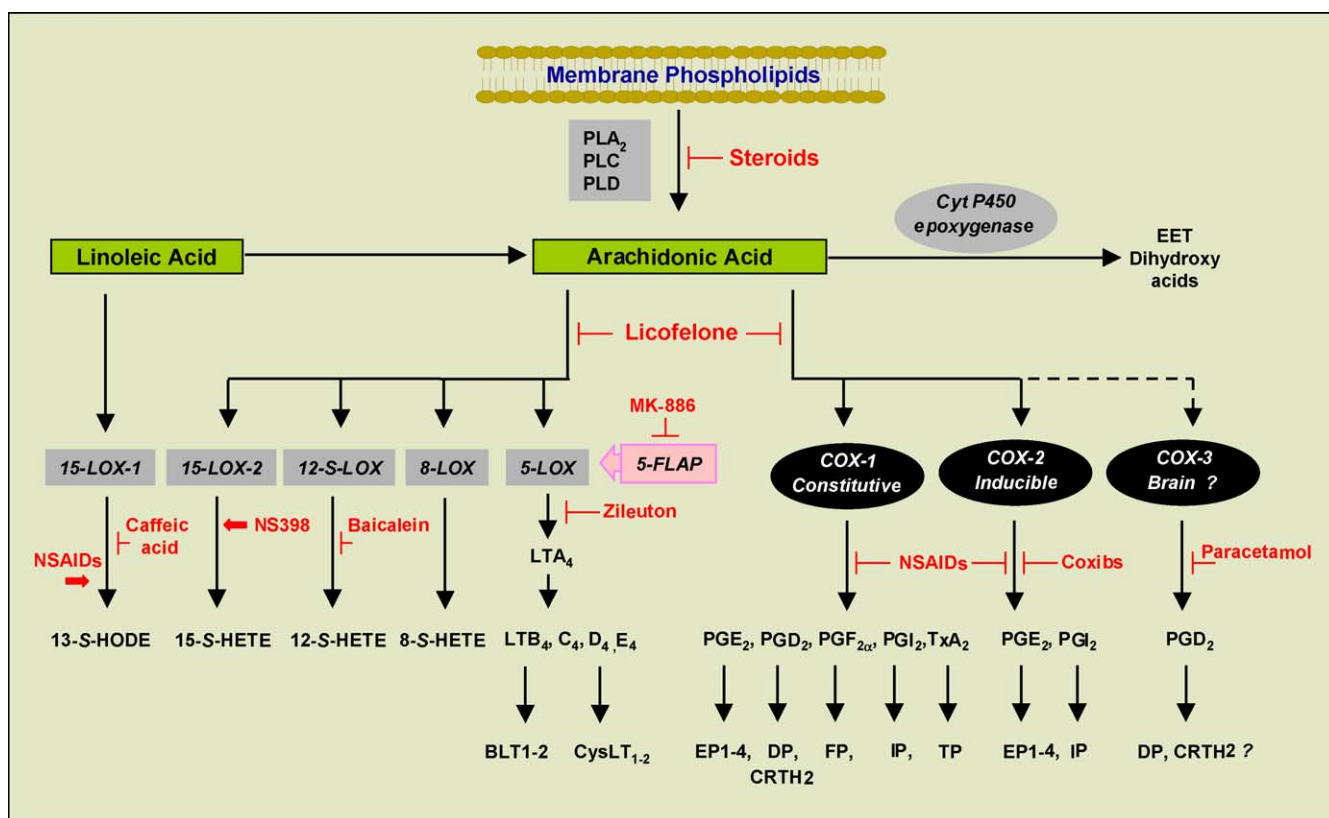 Membrane Phospholipids
PLA2
PLC
PLD
Steroids
Cyt P450
epoxygenase
Linoleic Acid
Arachidonic Acid
EET
Dihydroxy
acids
Licofelone
MK-886
15-LOX-1
15-LOX-2
12-S-LOX
8-LOX
5-LOX
5-FLAP
COX-1
Constitutive
COX-2
Inducible
COX-3
Brain ?
Caffeic
acid
NSAIDs
NS398
Baicalein
Zileuton
LTA4
NSAIDs
Coxibs
Paracetamol
13-S-HODE
15-S-HETE
12-S-HETE
8-S-HETE
LTB4, C4, D4 ,E4
PGE2, PGD2, PGF2α, PGI2,TxA2
PGE2, PGI2
PGD2
BLT1-2
CysLT1-2
EP1-4,
DP,
CRTH2
FP,
IP,
TP
EP1-4, IP
DP, CRTH2 ?